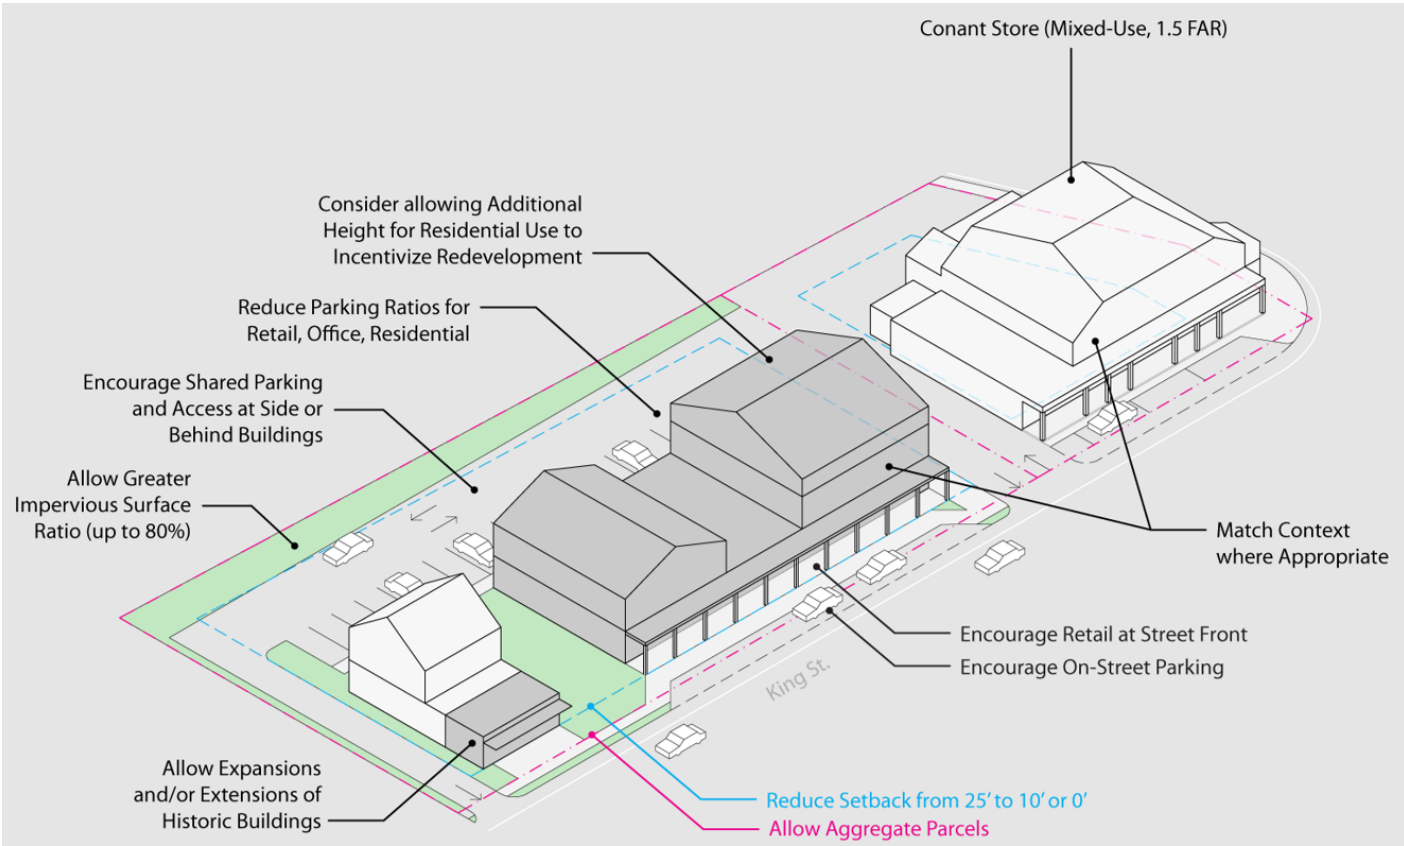 Conant Store (Mixed-Use, 1.5 FAR)
Consider allowing Additional
Height for Residential Use to
Incentivize Redevelopment
Reduce Parking Ratios for
Retail, Office, Residential
Encourage Shared Parking
and Access at Side or
Behind Buildings
Allow Greater
Impervious Surface
Ratio (up to 80%)
Match Context
where Appropriate
Encourage Retail at Street Front
Encourage On-Street Parking
King St.
Allow Expansions
and/or Extensions of
Historic Buildings
Reduce Setback from 25' to 10' or 0'
Allow Aggregate Parcels